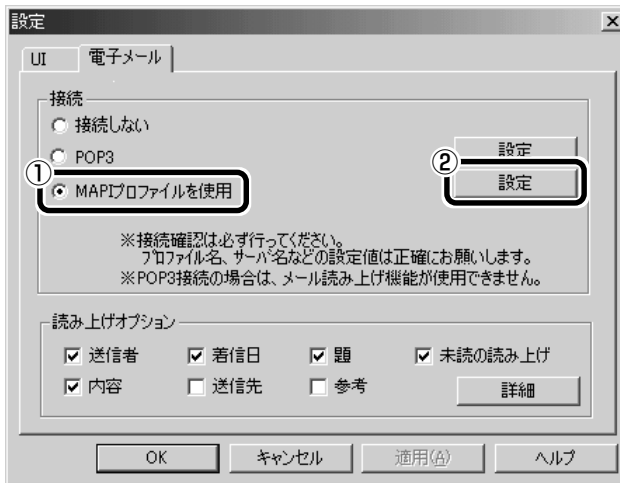 設定
UI 電子メール
接続
接続しない
POP3 設定
① MAPIプロファイルを使用 ② 設定
※接続確認は必ず行ってください。
プロファイル名、サーバ名などの設定値は正確にお願いします。
※POP3接続の場合は、メール読み上げ機能が使用できません。
読み上げオプション
送信者 着信日 題 未読の読み上げ
内容 送信先 参考 詳細
OK キャンセル 適用(A) ヘルプ